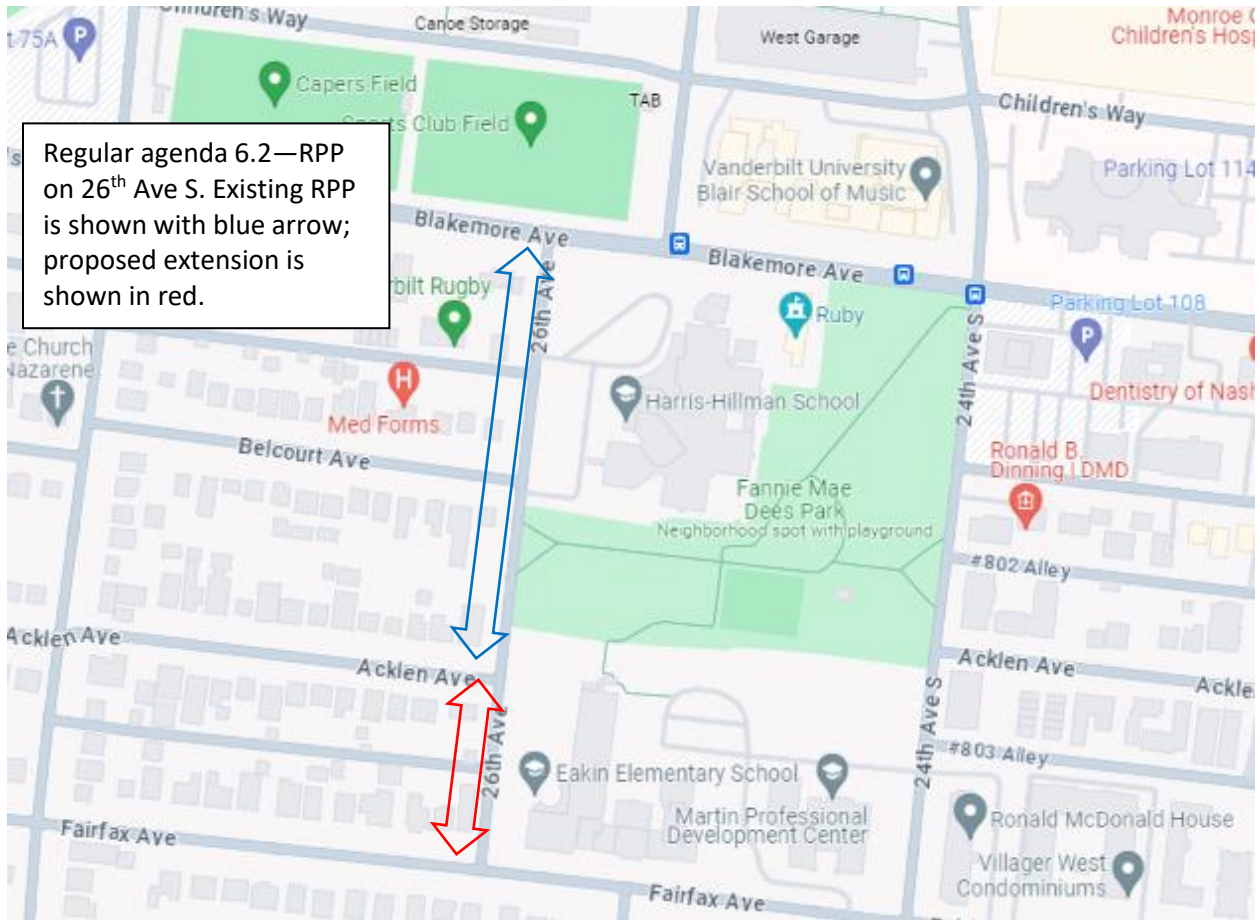 Children's Way
Canoe Storage
West Garage
Monroe C
Children's Hosp
t 75A
P
Capers Field
Sports Club Field
TAB
Children's Way
Regular agenda 6.2—RPP
on 26th Ave S. Existing RPP
is shown with blue arrow;
proposed extension is
shown in red.
Vanderbilt University
Blair School of Music
Parking Lot 114
Blakemore Ave
Blakemore Ave
rbilt Rugby
26th Ave
Ruby
24th Ave S
Parking Lot 108
P
e Church
Nazarene
H
Med Forms
Harris-Hillman School
Dentistry of Nash
Belcourt Ave
Ronald B.
Dinning | DMD
Fannie Mae
Dees Park
Neighborhood spot with playground
#802 Alley
Acklen Ave
Acklen Ave
Acklen Ave
Ackle
26th Ave
24th Ave S
#803 Alley
Eakin Elementary School
Martin Professional
Development Center
Ronald McDonald House
Fairfax Ave
Villager West
Condominiums
Fairfax Ave